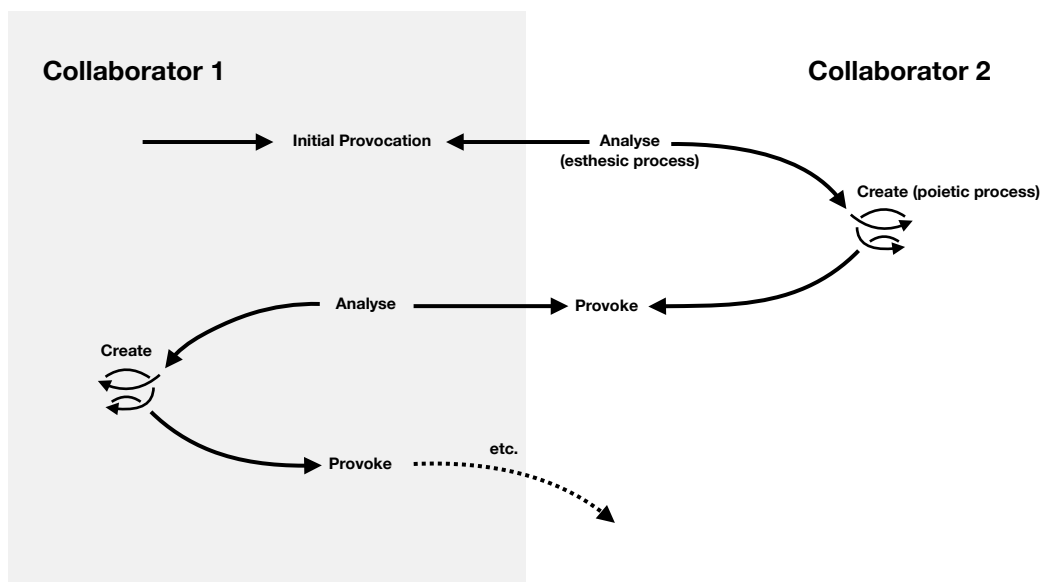 Collaborator 1
Collaborator 2
Initial Provocation
Analyse
(esthesic process)
Create (poietic process)
Analyse
Provoke
Create
Provoke
etc.